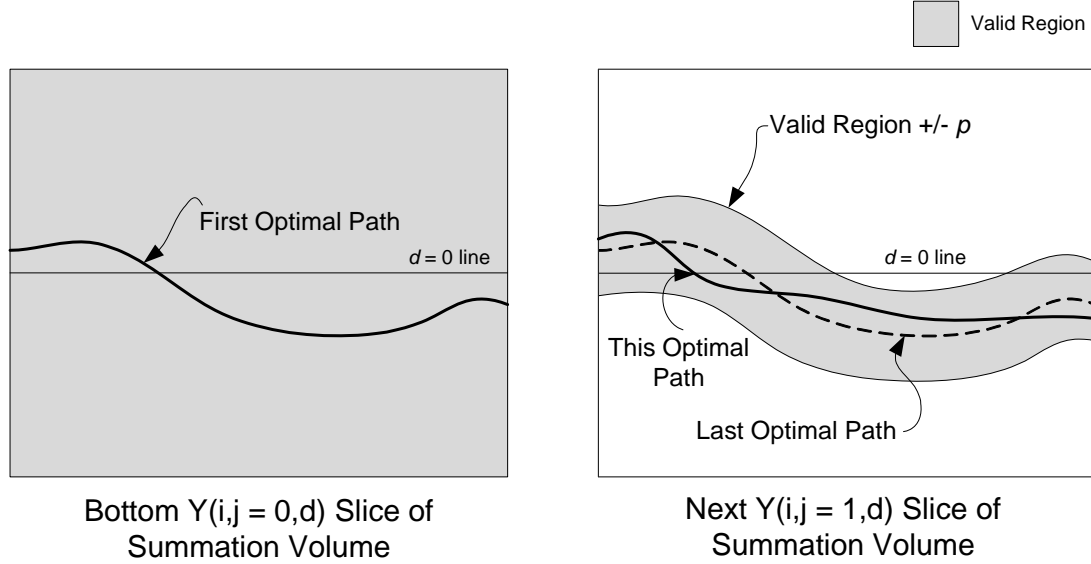 Valid Region
First Optimal Path
d = 0 line
Bottom Y(i,j = 0,d) Slice of
Summation Volume
Valid Region +/- p
d = 0 line
This Optimal
Path
Last Optimal Path
Next Y(i,j = 1,d) Slice of
Summation Volume